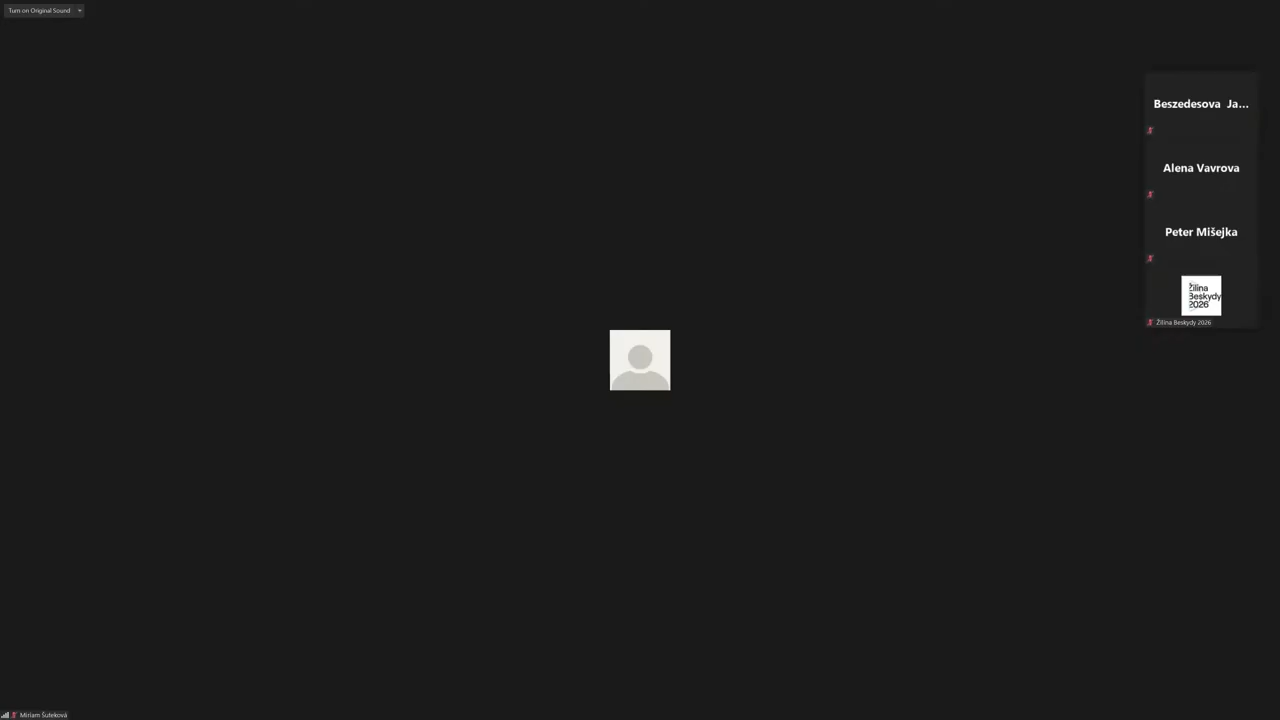 Turn on Original Sound
Beszedesova Ja...
Alena Vavrova
Peter Mišejka
Žilina
Beskydy
2026
Žilina Beskydy 2026
Miriam Šuteková